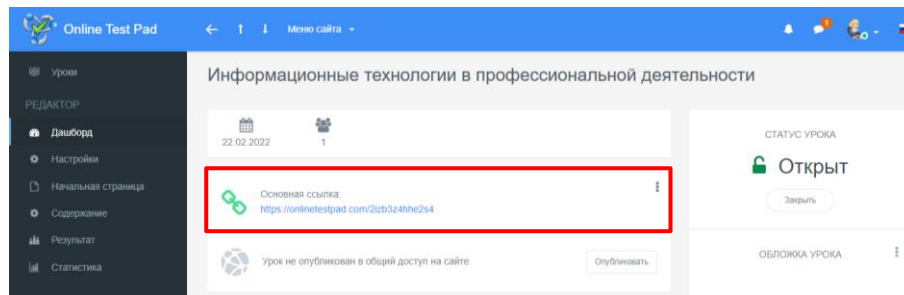 Online Test Pad
Меню сайта
Уроки
РЕДАКТОР
Дашборд
Настройки
Начальная страница
Содержание
Результат
Статистика
Информационные технологии в профессиональной деятельности
22.02.2022
1
Основная ссылка:
https://onlinetestpad.com/2izb3z4hhe2s4
Урок не опубликован в общий доступ на сайте.
Опубликовать
СТАТУС УРОКА
Открыт
Закрыть
ОБЛОЖКА УРОКА